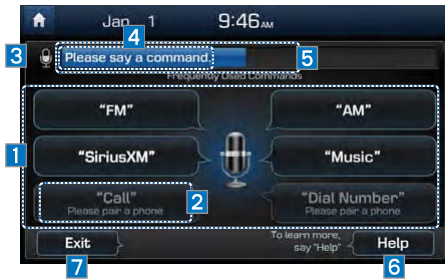 Jan 1 9:46AM
4
3 Please say a command. 5
Frequently Used Commands
"FM" "AM"
1 "SiriusXM" "Music"
"Call" 2 "Dial Number"
Please pair a phone Please pair a phone
Exit To learn more, Help
say "Help"
7 6